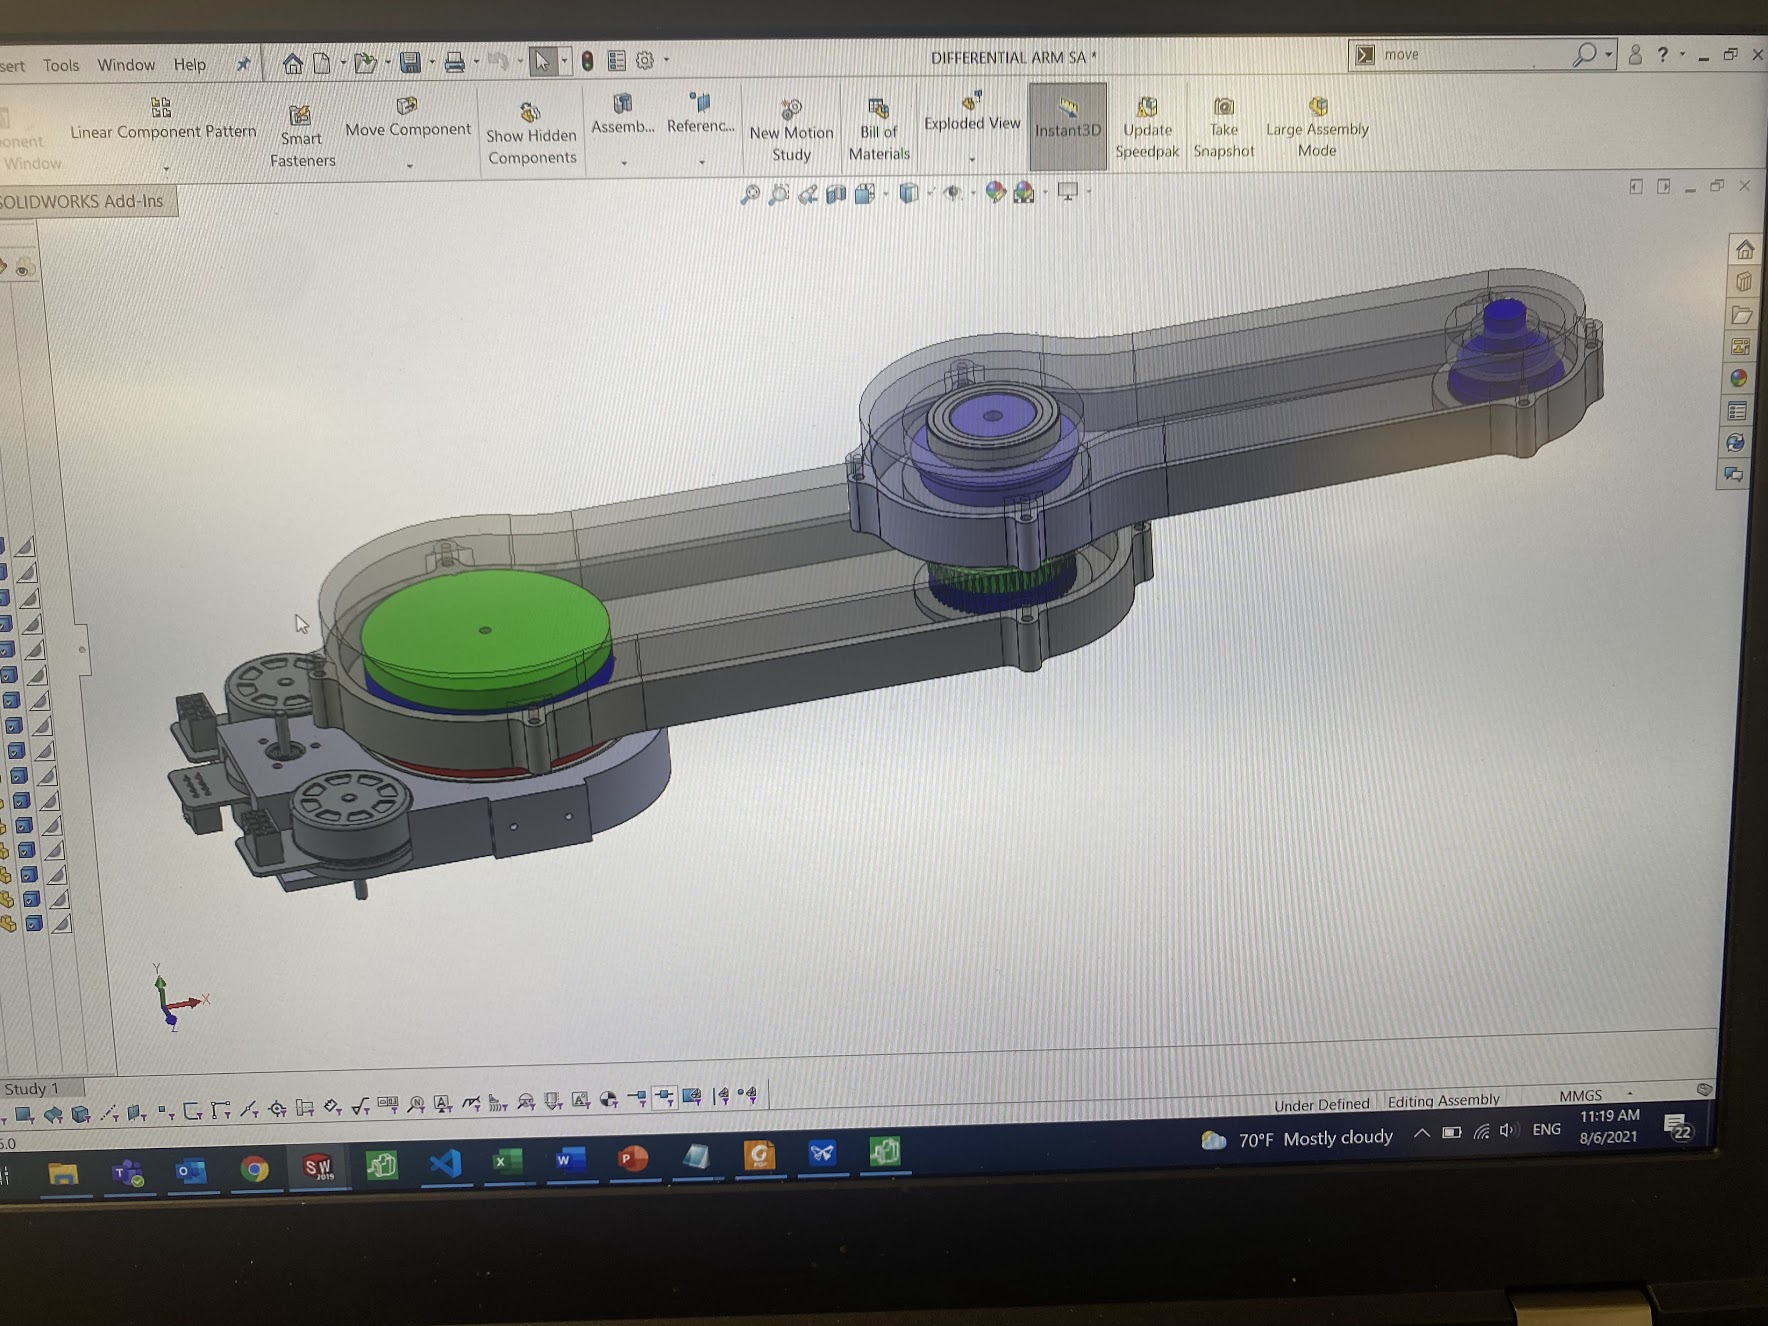 sert Tools Window Help
DIFFERENTIAL ARM SA *
move
?
onent
Window
Linear Component Pattern
Smart
Fasteners
Move Component
Show Hidden
Components
Assemb...
Referenc...
New Motion
Study
Bill of
Materials
Exploded View
Instant3D
Update
Speedpak
Take
Snapshot
Large Assembly
Mode
SOLIDWORKS Add-Ins
Y
X
Z
Study 1
Under Defined
Editing Assembly
MMGS
5.0
70°F Mostly cloudy
ENG
11:19 AM
8/6/2021
22
SW
2019